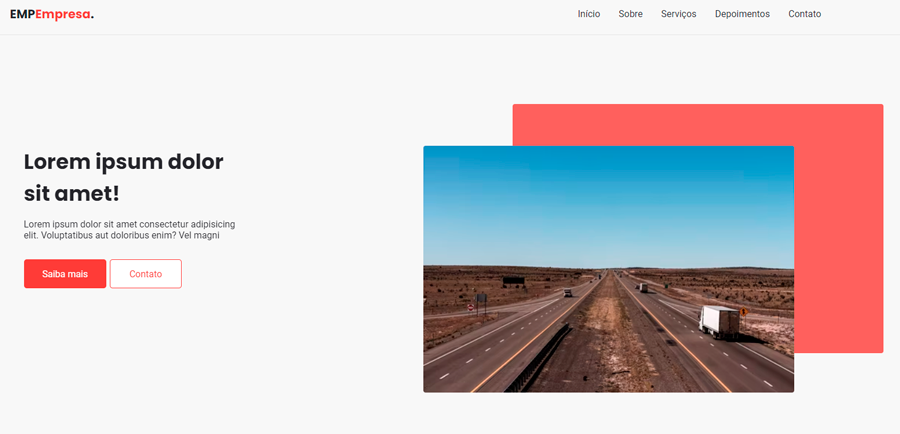 EMPEmpresa.
Início Sobre Serviços Depoimentos Contato
Lorem ipsum dolor
sit amet!
Lorem ipsum dolor sit amet consectetur adipisicing
elit. Voluptatibus aut doloribus enim? Vel magni
Saiba mais Contato